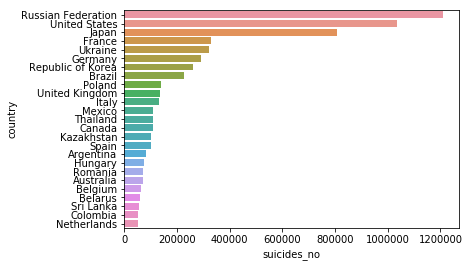 Russian Federation
United States
Japan
France
Ukraine
Germany
Republic of Korea
Brazil
Poland
United Kingdom
Italy
Mexico
Thailand
Canada
Kazakhstan
Spain
Argentina
Hungary
Romania
Australia
Belgium
Belarus
Sri Lanka
Colombia
Netherlands
country
0 200000 400000 600000 800000 1000000 1200000
suicides_no